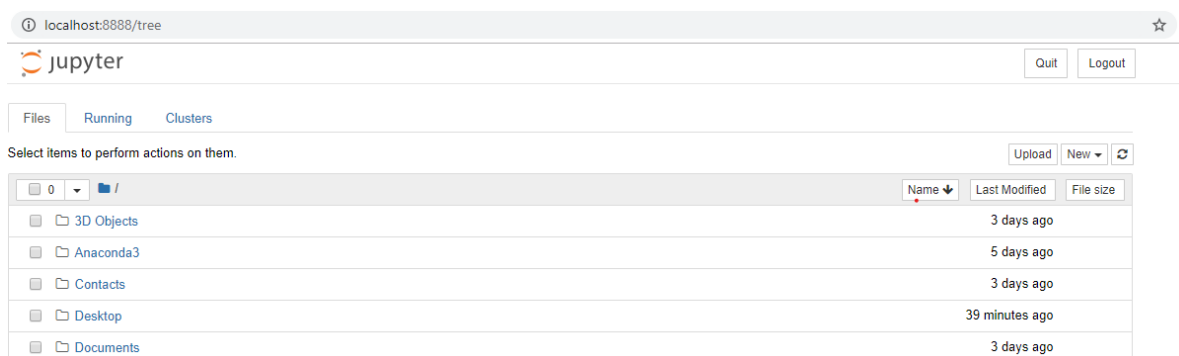 localhost:8888/tree
jupyter
Quit Logout
Files Running Clusters
Select items to perform actions on them.
Upload New
0 /
Name Last Modified File size
3D Objects 3 days ago
Anaconda3 5 days ago
Contacts 3 days ago
Desktop 39 minutes ago
Documents 3 days ago